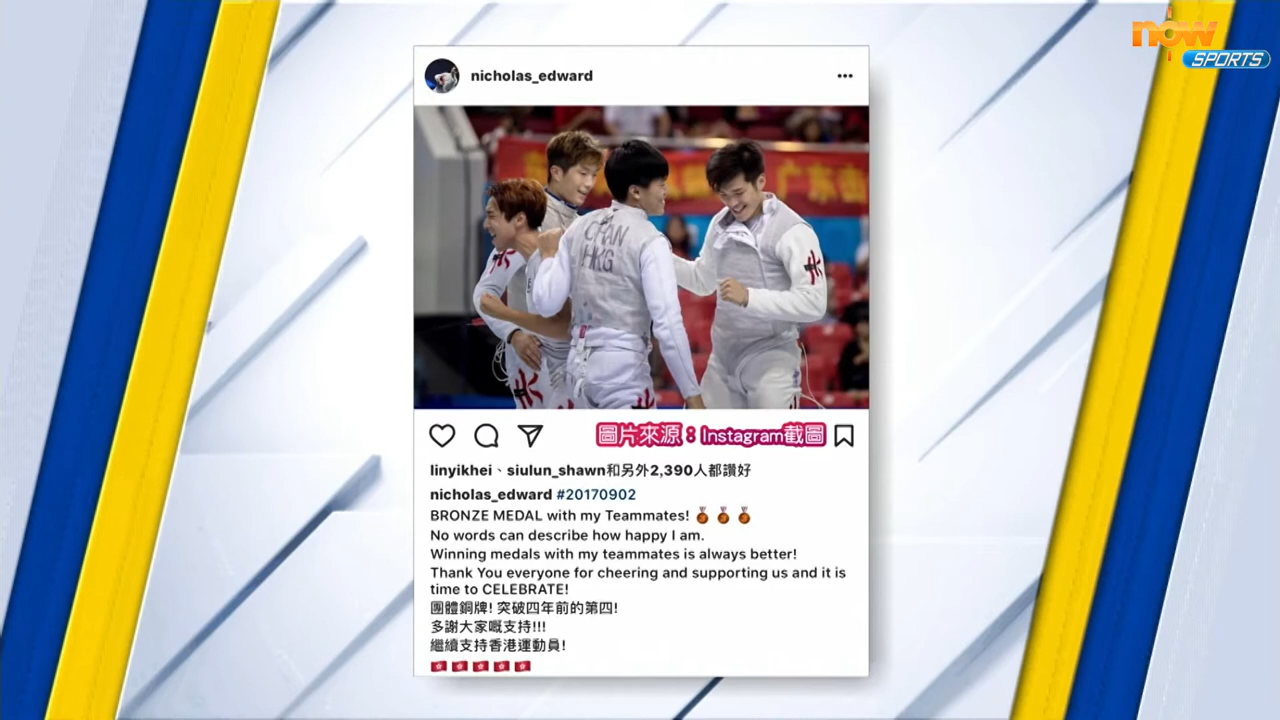 now
SPORTS
nicholas_edward
广东
CHAN
HKG
圖片來源：Instagram截圖
linyikhei、siulun_shawn和另外2,390人都讚好
nicholas_edward #20170902
BRONZE MEDAL with my Teammates! 🥉🥉🥉
No words can describe how happy I am.
Winning medals with my teammates is always better!
Thank You everyone for cheering and supporting us and it is
time to CELEBRATE!
團體銅牌! 突破四年前的第四!
多謝大家嘅支持!!!
繼續支持香港運動員!
🇭🇰🇭🇰🇭🇰🇭🇰🇭🇰